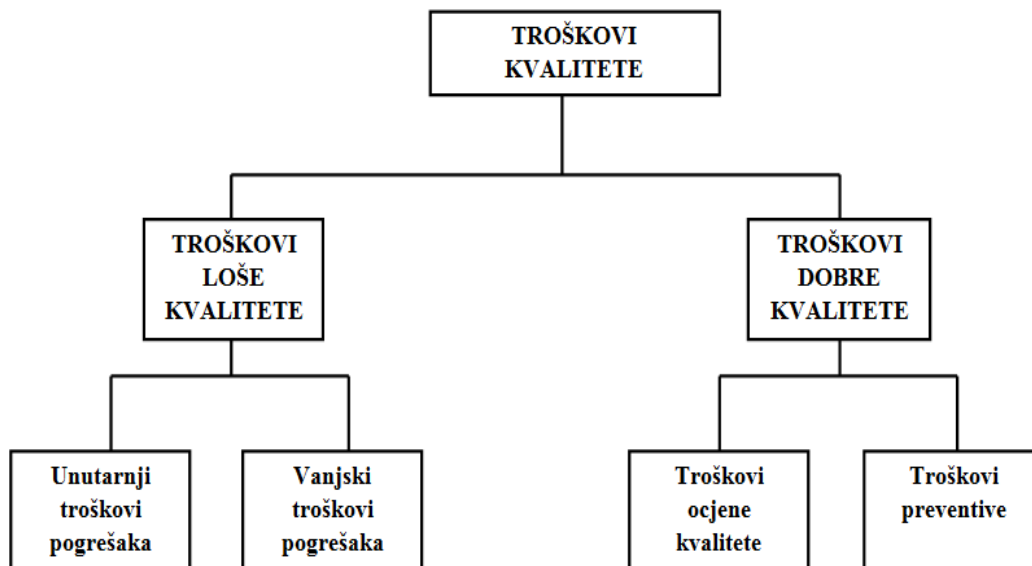 TROŠKOVI
KVALITETE
TROŠKOVI
LOŠE
KVALITETE
TROŠKOVI
DOBRE
KVALITETE
Unutarnji
troškovi
pogrešaka
Vanjski
troškovi
pogrešaka
Troškovi
ocjene
kvalitete
Troškovi
preventive